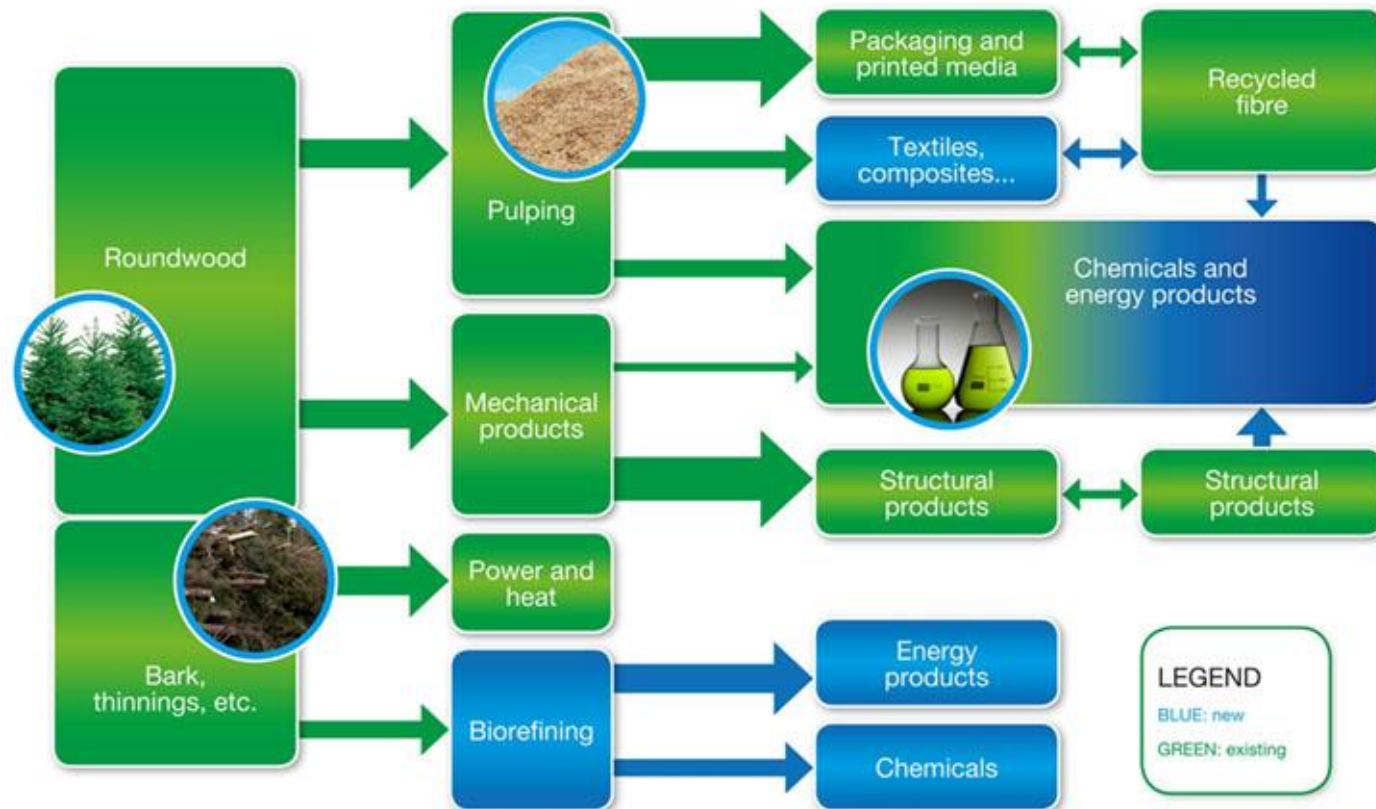 Roundwood
Bark,
thinnings, etc.
Pulping
Mechanical
products
Power and
heat
Biorefining
Packaging and
printed media
Textiles,
composites...
Chemicals and
energy products
Structural
products
Energy
products
Chemicals
Recycled
fibre
Structural
products
LEGEND
BLUE: new
GREEN: existing